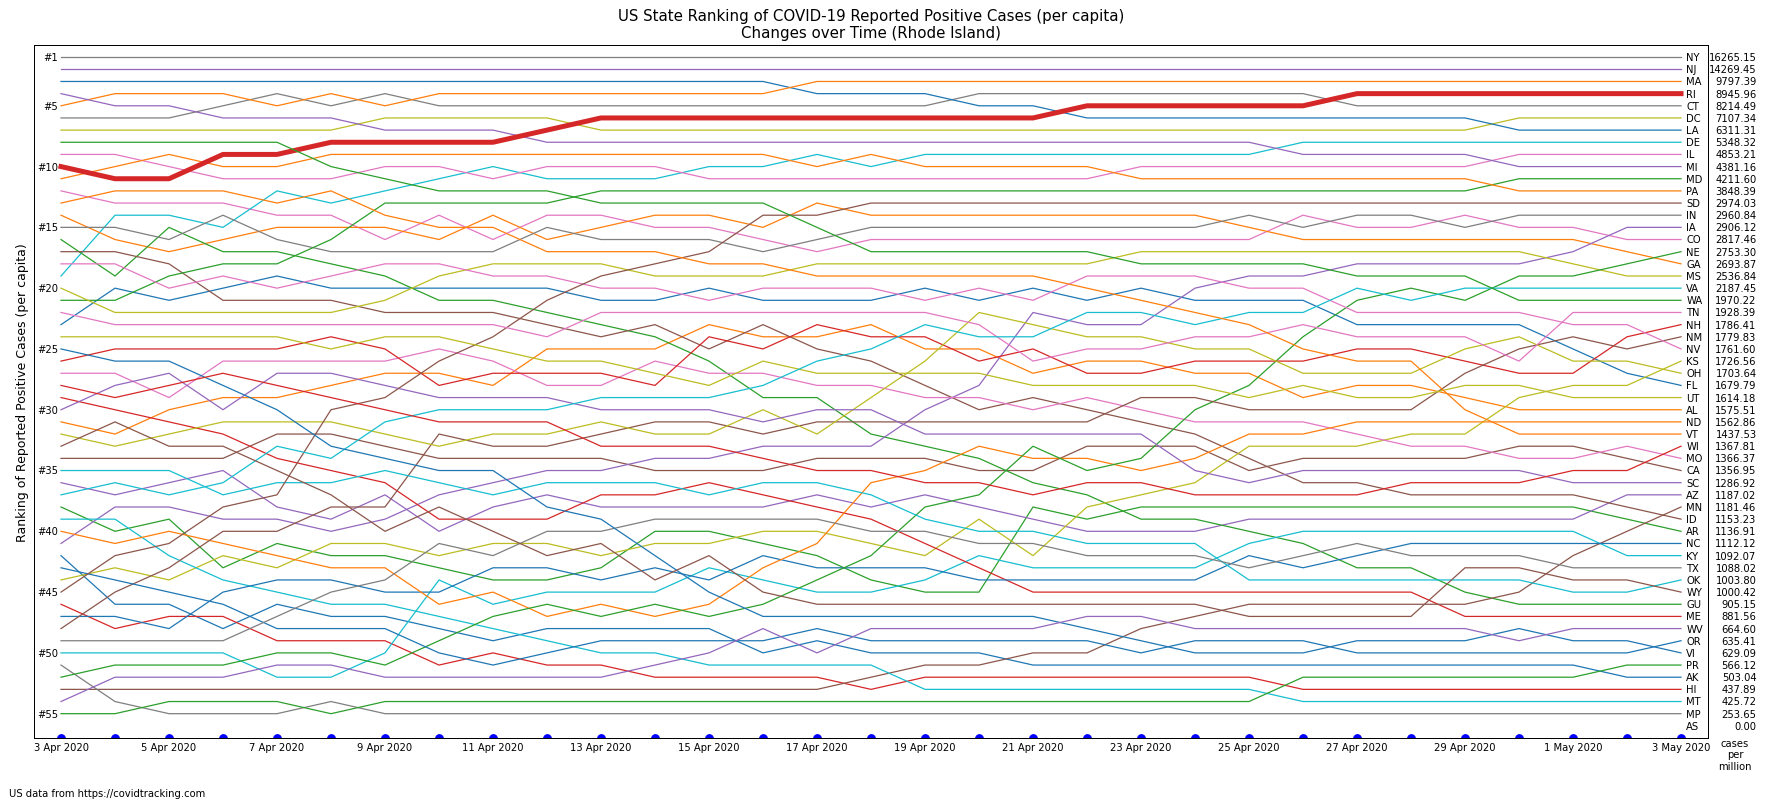 US State Ranking of COVID-19 Reported Positive Cases (per capita)
Changes over Time (Rhode Island)
Ranking of Reported Positive Cases (per capita)
#1
#5
#10
#15
#20
#25
#30
#35
#40
#45
#50
#55
NY 16265.15
NJ 14269.45
MA 9797.39
RI 8945.96
CT 8214.49
DC 7107.34
LA 6311.31
DE 5348.32
IL 4853.21
MI 4381.16
MD 4211.60
PA 3848.39
SD 2974.03
IN 2960.84
IA 2906.12
CO 2817.46
NE 2753.30
GA 2693.87
MS 2536.84
VA 2187.45
WA 1970.22
TN 1928.39
NH 1786.41
NM 1779.83
NV 1761.60
KS 1726.56
OH 1703.64
FL 1679.79
UT 1614.18
AL 1575.51
ND 1562.86
VT 1437.53
WI 1367.81
MO 1366.37
CA 1356.95
SC 1286.92
AZ 1187.02
MN 1181.46
ID 1153.23
AR 1136.91
NC 1112.12
KY 1092.07
TX 1088.02
OK 1003.80
WY 1000.42
GU 905.15
ME 881.56
WV 664.60
OR 635.41
VI 629.09
PR 566.12
AK 503.04
HI 437.89
MT 425.72
MP 253.65
AS 0.00
3 Apr 2020 5 Apr 2020 7 Apr 2020 9 Apr 2020 11 Apr 2020 13 Apr 2020 15 Apr 2020 17 Apr 2020 19 Apr 2020 21 Apr 2020 23 Apr 2020 25 Apr 2020 27 Apr 2020 29 Apr 2020 1 May 2020 3 May 2020
cases
per
million
US data from https://covidtracking.com